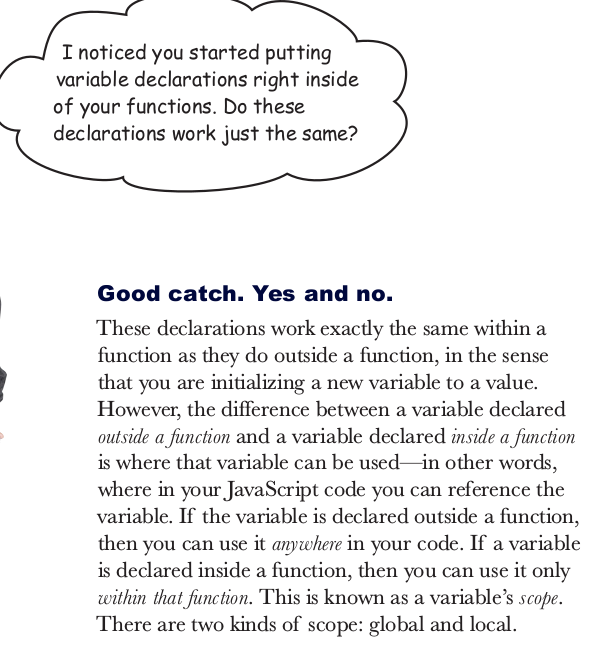 I noticed you started putting
variable declarations right inside
of your functions. Do these
declarations work just the same?
Good catch. Yes and no.
These declarations work exactly the same within a
function as they do outside a function, in the sense
that you are initializing a new variable to a value.
However, the difference between a variable declared
outside a function and a variable declared inside a function
is where that variable can be used—in other words,
where in your JavaScript code you can reference the
variable. If the variable is declared outside a function,
then you can use it anywhere in your code. If a variable
is declared inside a function, then you can use it only
within that function. This is known as a variable’s scope.
There are two kinds of scope: global and local.